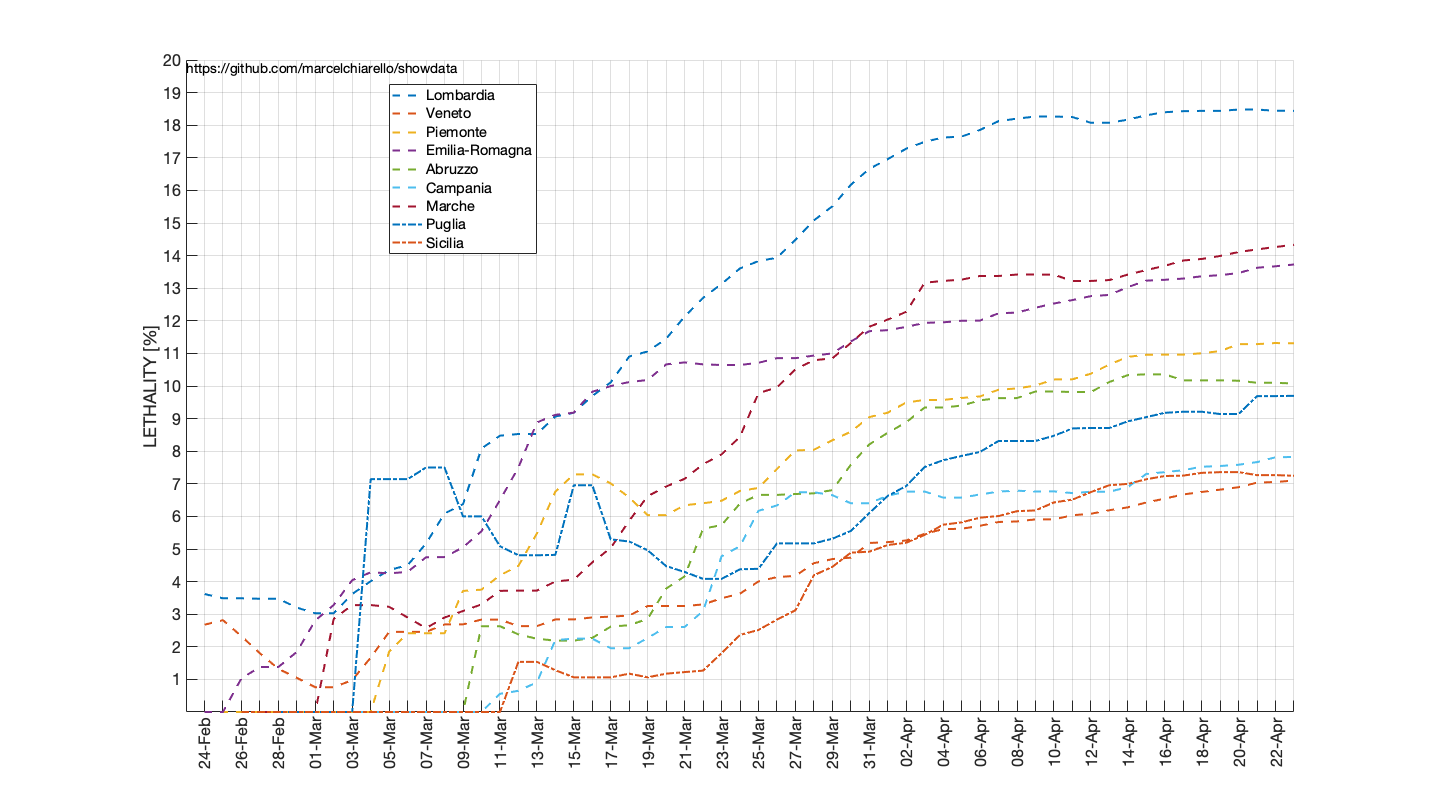 https://github.com/marcelchiarello/showdata
Lombardia
Veneto
Piemonte
Emilia-Romagna
Abruzzo
Campania
Marche
Puglia
Sicilia
LETHALITY [%]
20
19
18
17
16
15
14
13
12
11
10
9
8
7
6
5
4
3
2
1
24-Feb
26-Feb
28-Feb
01-Mar
03-Mar
05-Mar
07-Mar
09-Mar
11-Mar
13-Mar
15-Mar
17-Mar
19-Mar
21-Mar
23-Mar
25-Mar
27-Mar
29-Mar
31-Mar
02-Apr
04-Apr
06-Apr
08-Apr
10-Apr
12-Apr
14-Apr
16-Apr
18-Apr
20-Apr
22-Apr